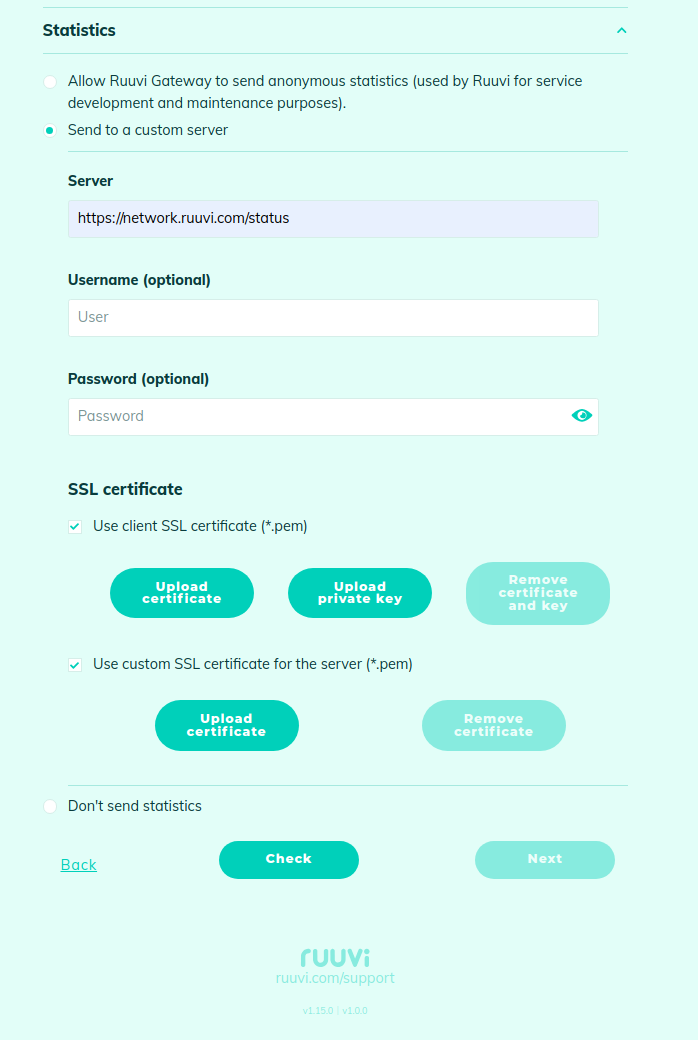 Statistics
Allow Ruuvi Gateway to send anonymous statistics (used by Ruuvi for service
development and maintenance purposes).
Send to a custom server
Server
https://network.ruuvi.com/status
Username (optional)
User
Password (optional)
Password
SSL certificate
Use client SSL certificate (*.pem)
Upload
certificate
Upload
private key
Remove
certificate
and key
Use custom SSL certificate for the server (*.pem)
Upload
certificate
Remove
certificate
Don't send statistics
Back
Check
Next
ruuvi
ruuvi.com/support
v1.15.0 | v1.0.0